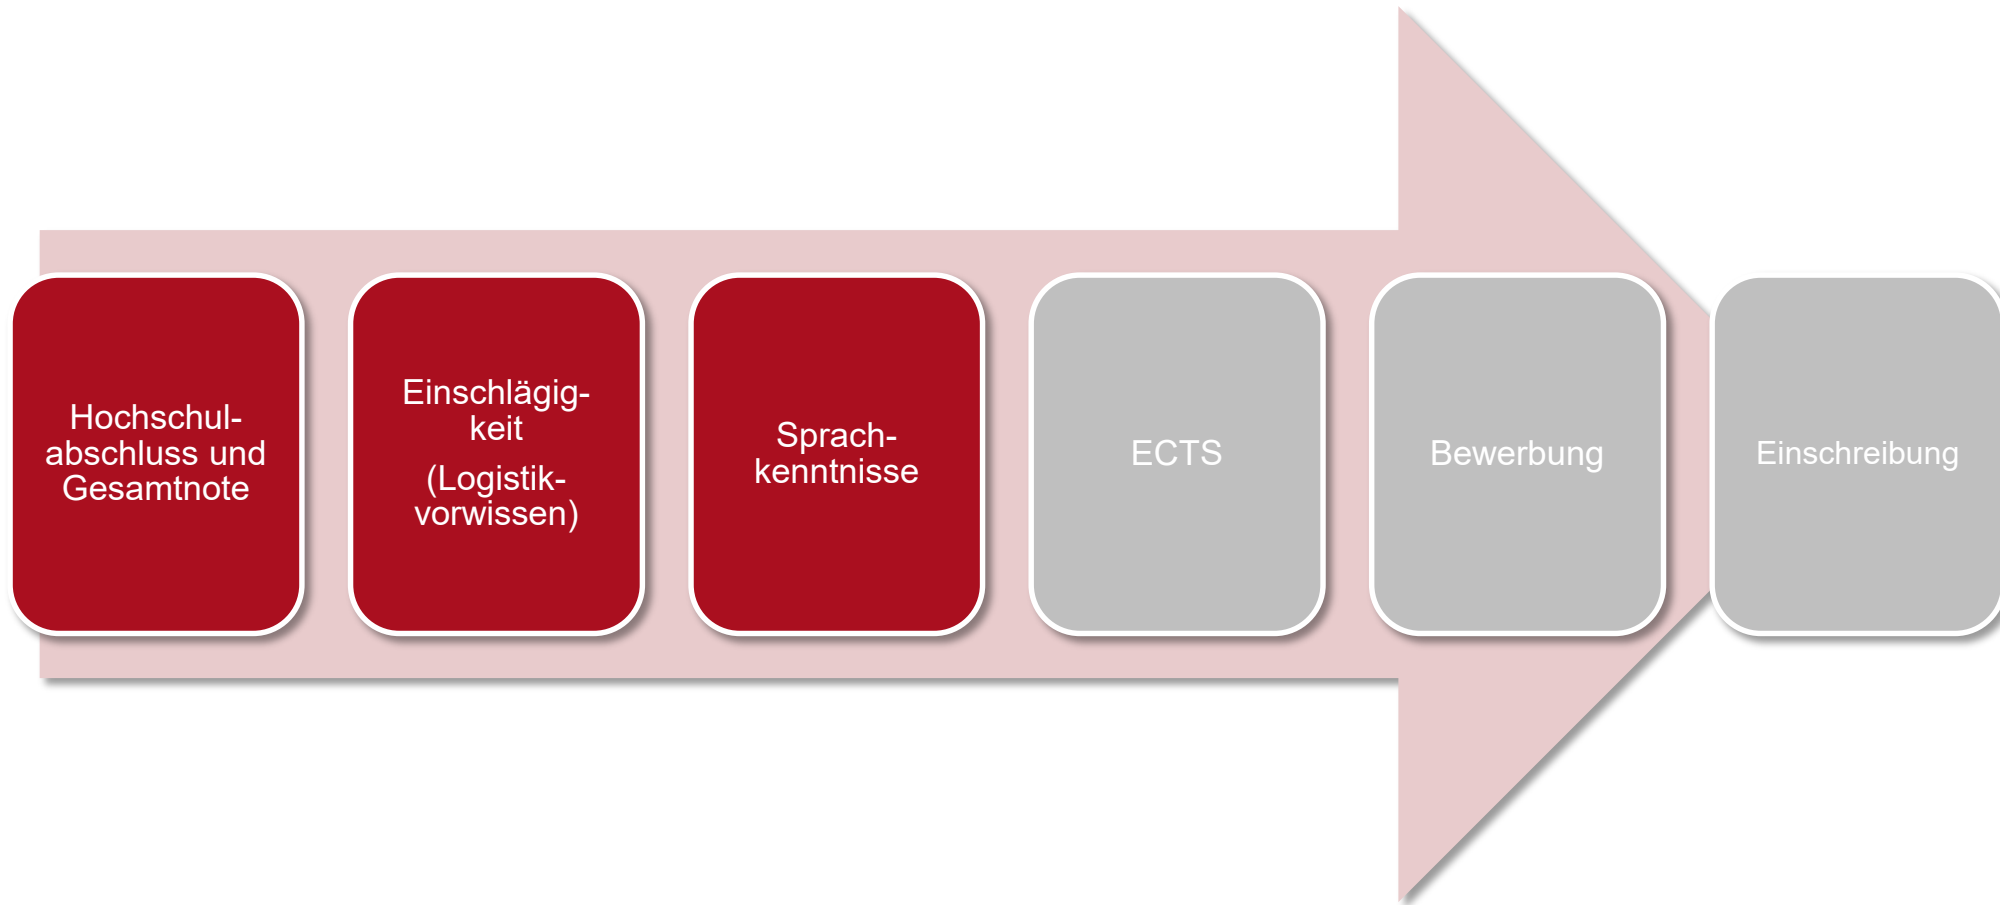 Hochschul-
abschluss und
Gesamtnote
Einschlägig-
keit
(Logistik-
vorwissen)
Sprach-
kenntnisse
ECTS
Bewerbung
Einschreibung